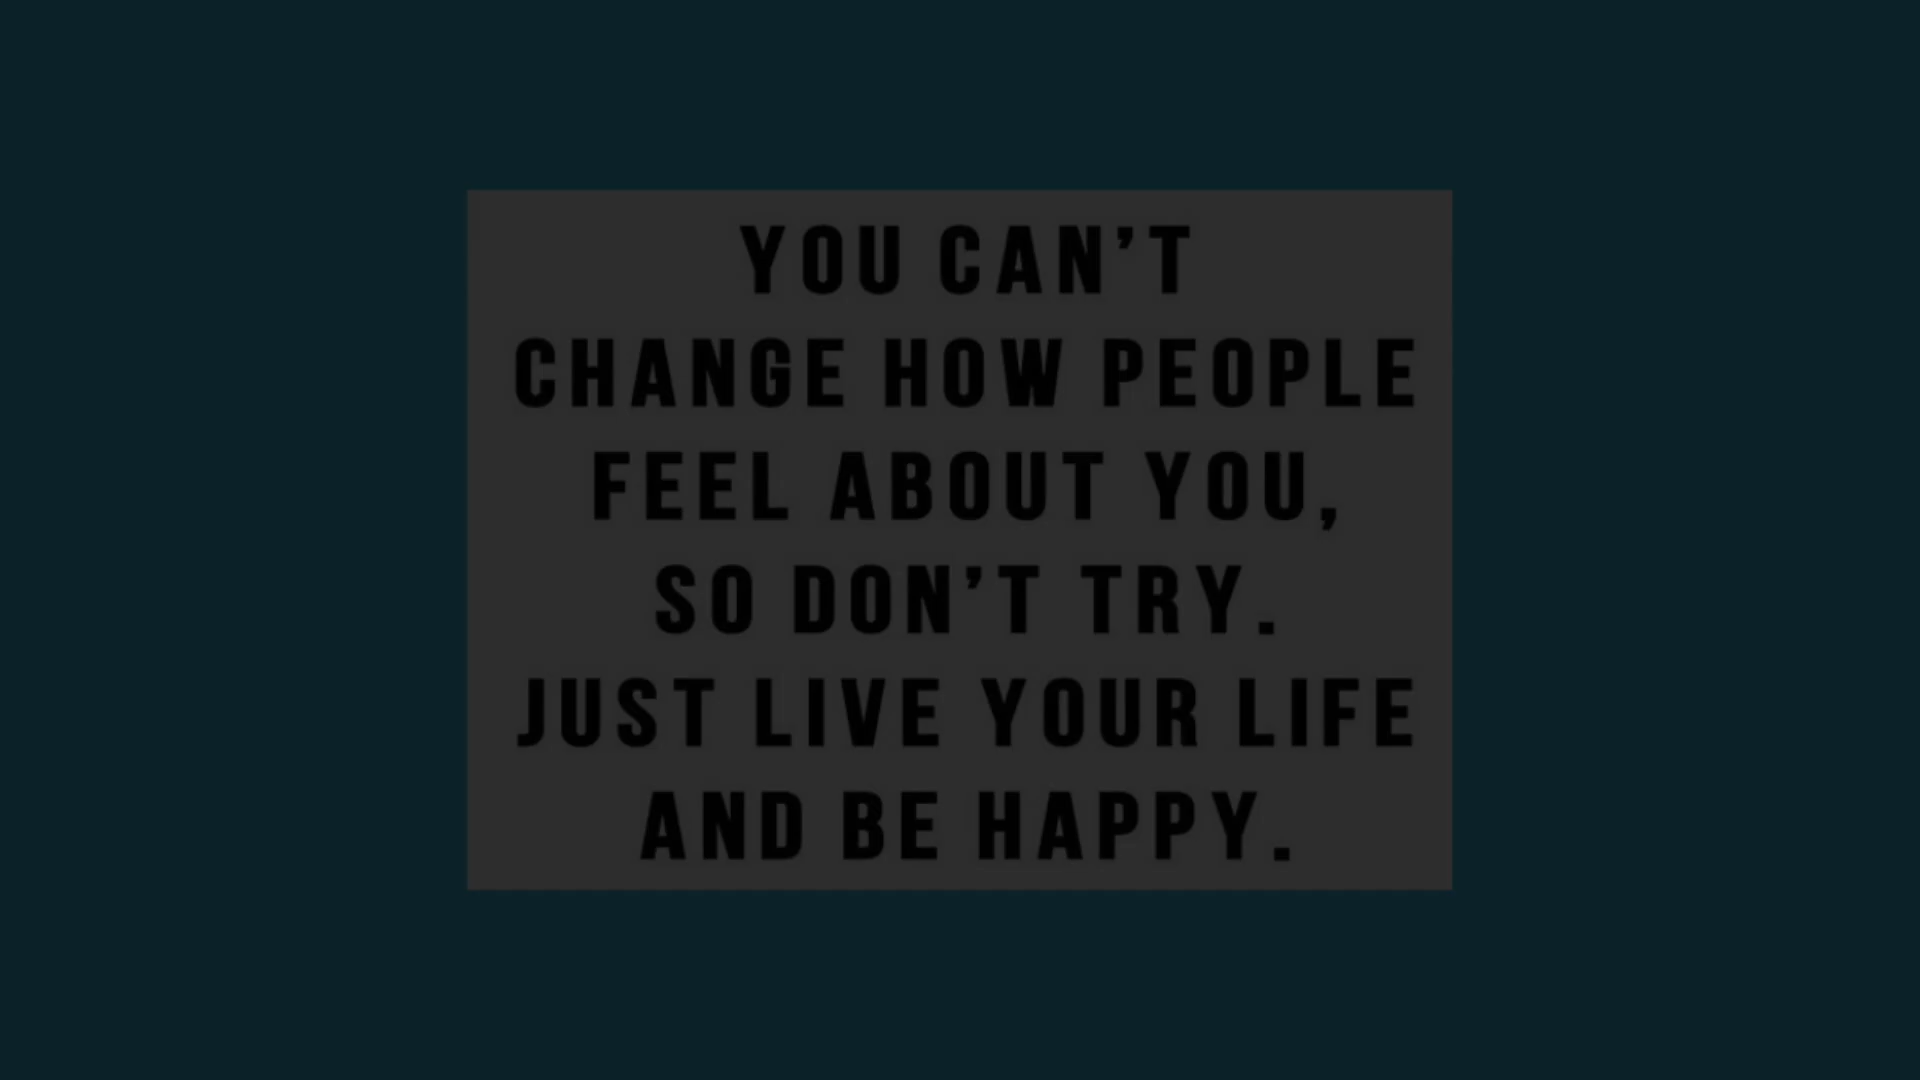 YOU CAN’T
CHANGE HOW PEOPLE
FEEL ABOUT YOU,
SO DON’T TRY.
JUST LIVE YOUR LIFE
AND BE HAPPY.